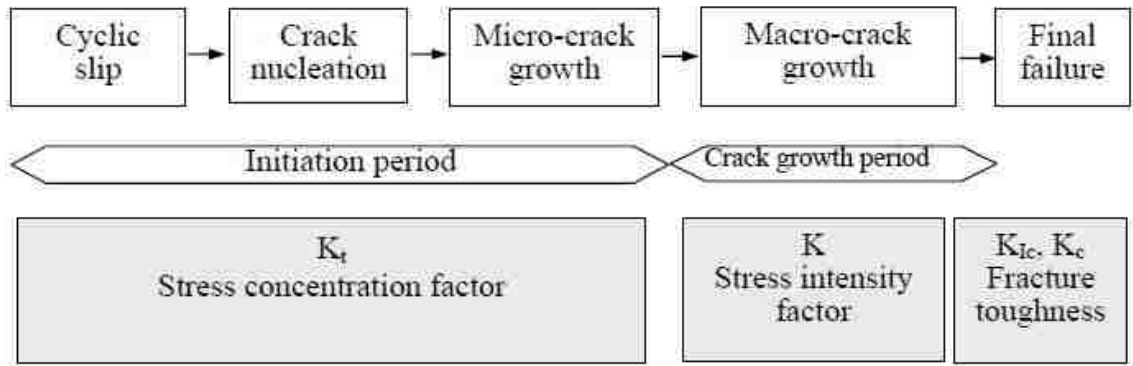 Cyclic
slip
Crack
nucleation
Micro-crack
growth
Macro-crack
growth
Final
failure
Initiation period
Crack growth period
Kt
Stress concentration factor
K
Stress intensity
factor
KIc, Kc
Fracture
toughness